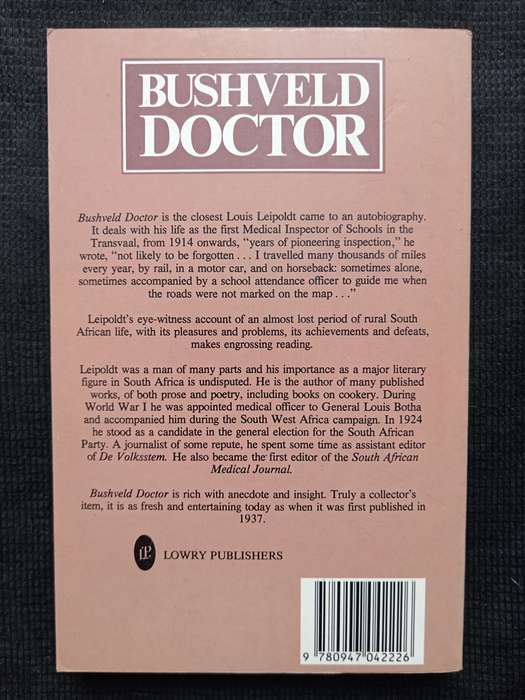 BUSHVELD
DOCTOR
Bushveld Doctor is the closest Louis Leipoldt came to an autobiography.
It deals with his life as the first Medical Inspector of Schools in the
Transvaal, from 1914 onwards, “years of pioneering inspection,” he
wrote, “not likely to be forgotten . . . I travelled many thousands of miles
every year, by rail, in a motor car, and on horseback: sometimes alone,
sometimes accompanied by a school attendance officer to guide me when
the roads were not marked on the map . . .”
Leipoldt’s eye-witness account of an almost lost period of rural South
African life, with its pleasures and problems, its achievements and defeats,
makes engrossing reading.
Leipoldt was a man of many parts and his importance as a major literary
figure in South Africa is undisputed. He is the author of many published
works, of both prose and poetry, including books on cookery. During
World War I he was appointed medical officer to General Louis Botha
and accompanied him during the South West Africa campaign. In 1924
he stood as a candidate in the general election for the South African
Party. A journalist of some repute, he spent some time as assistant editor
of De Volksstem. He also became the first editor of the South African
Medical Journal.
Bushveld Doctor is rich with anecdote and insight. Truly a collector’s
item, it is as fresh and entertaining today as when it was first published in
1937.
LP LOWRY PUBLISHERS
9 780947 042226